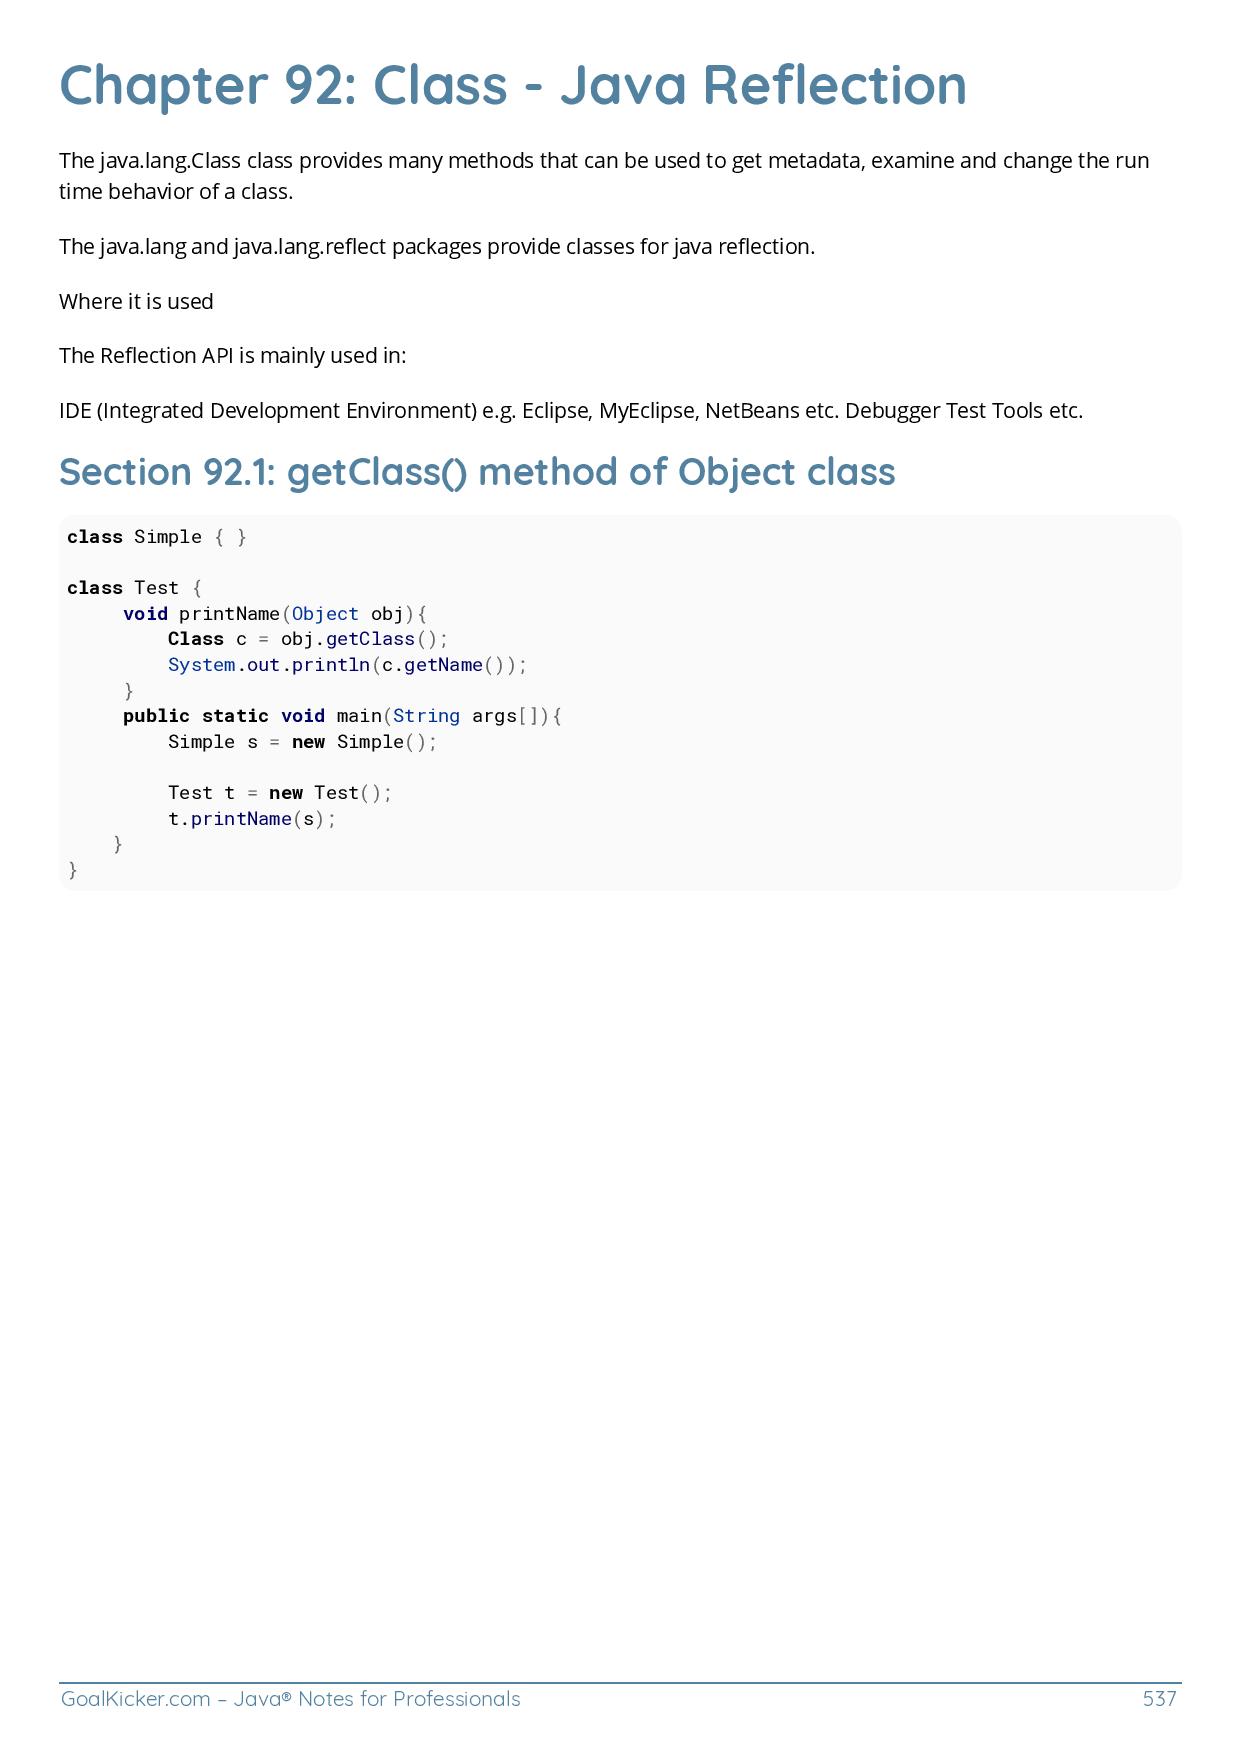 Chapter 92: Class - Java Reflection
The java.lang.Class class provides many methods that can be used to get metadata, examine and change the run
time behavior of a class.
The java.lang and java.lang.reflect packages provide classes for java reflection.
Where it is used
The Reflection API is mainly used in:
IDE (Integrated Development Environment) e.g. Eclipse, MyEclipse, NetBeans etc. Debugger Test Tools etc.
Section 92.1: getClass() method of Object class
class Simple { }

class Test {
     void printName(Object obj){
         Class c = obj.getClass();
         System.out.println(c.getName());
     }
     public static void main(String args[]){
         Simple s = new Simple();

         Test t = new Test();
         t.printName(s);
    }
}
GoalKicker.com – Java® Notes for Professionals
537